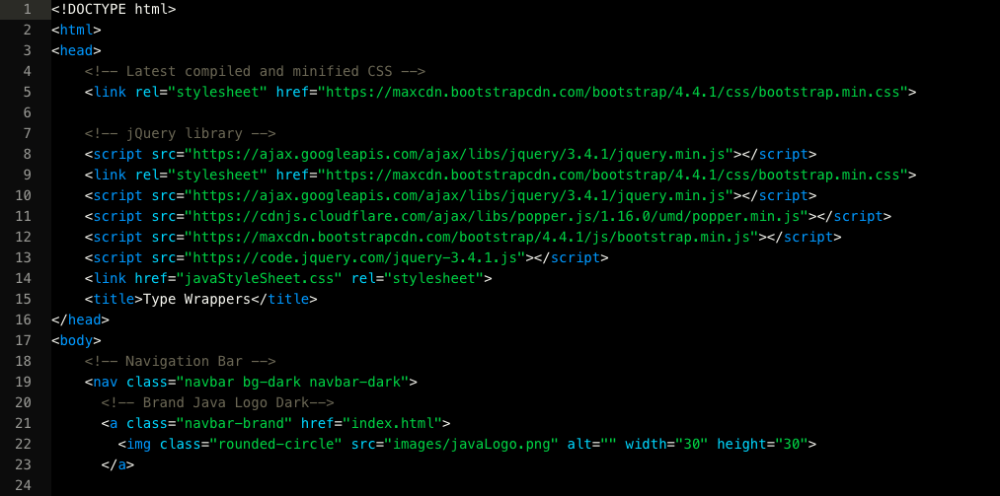 1 <!DOCTYPE html>
2 <html>
3 <head>
4     <!-- Latest compiled and minified CSS -->
5     <link rel="stylesheet" href="https://maxcdn.bootstrapcdn.com/bootstrap/4.4.1/css/bootstrap.min.css">
6
7     <!-- jQuery library -->
8     <script src="https://ajax.googleapis.com/ajax/libs/jquery/3.4.1/jquery.min.js"></script>
9     <link rel="stylesheet" href="https://maxcdn.bootstrapcdn.com/bootstrap/4.4.1/css/bootstrap.min.css">
10     <script src="https://ajax.googleapis.com/ajax/libs/jquery/3.4.1/jquery.min.js"></script>
11     <script src="https://cdnjs.cloudflare.com/ajax/libs/popper.js/1.16.0/umd/popper.min.js"></script>
12     <script src="https://maxcdn.bootstrapcdn.com/bootstrap/4.4.1/js/bootstrap.min.js"></script>
13     <script src="https://code.jquery.com/jquery-3.4.1.js"></script>
14     <link href="javaStyleSheet.css" rel="stylesheet">
15     <title>Type Wrappers</title>
16 </head>
17 <body>
18     <!-- Navigation Bar -->
19     <nav class="navbar bg-dark navbar-dark">
20       <!-- Brand Java Logo Dark-->
21       <a class="navbar-brand" href="index.html">
22         <img class="rounded-circle" src="images/javaLogo.png" alt="" width="30" height="30">
23       </a>
24